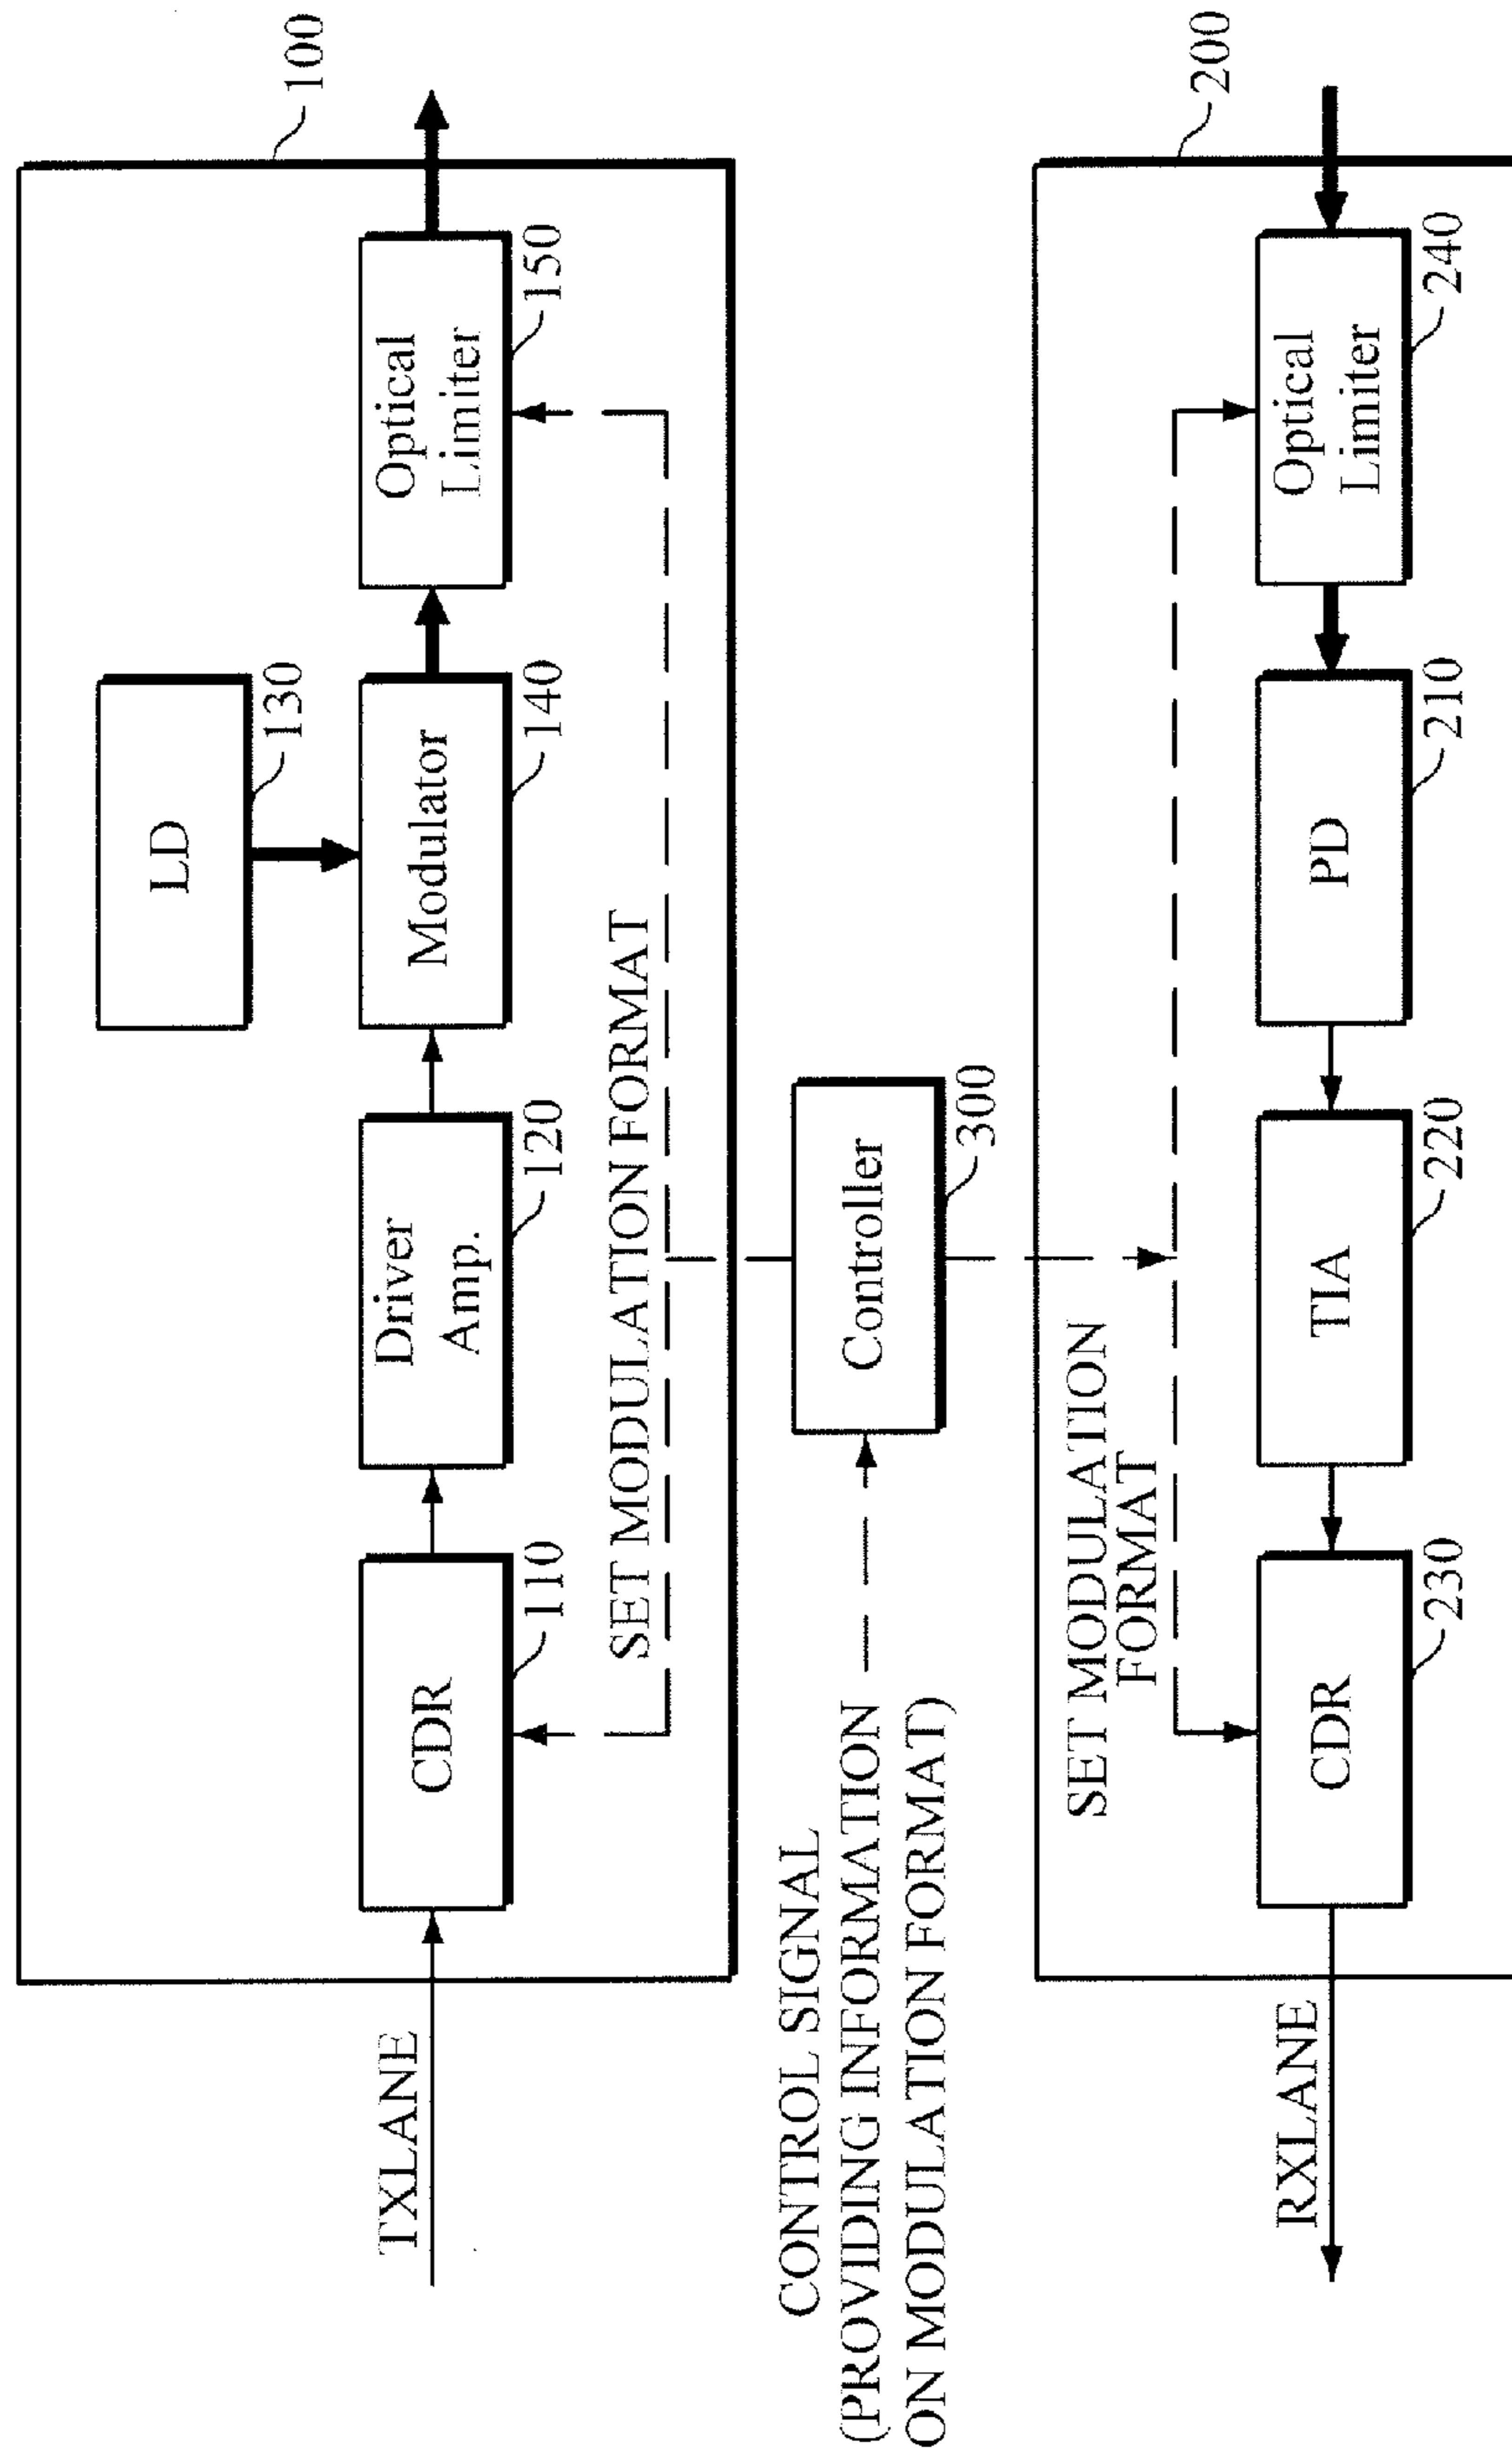 100
LD
130
TXLANE
CDR
110
Driver
Amp.
120
Modulator
140
Optical
Limiter
150
SET MODULATION FORMAT
CONTROL SIGNAL
(PROVIDING INFORMATION
ON MODULATION FORMAT)
Controller
300
200
SET MODULATION
FORMAT
RXLANE
CDR
230
TIA
220
PD
210
Optical
Limiter
240